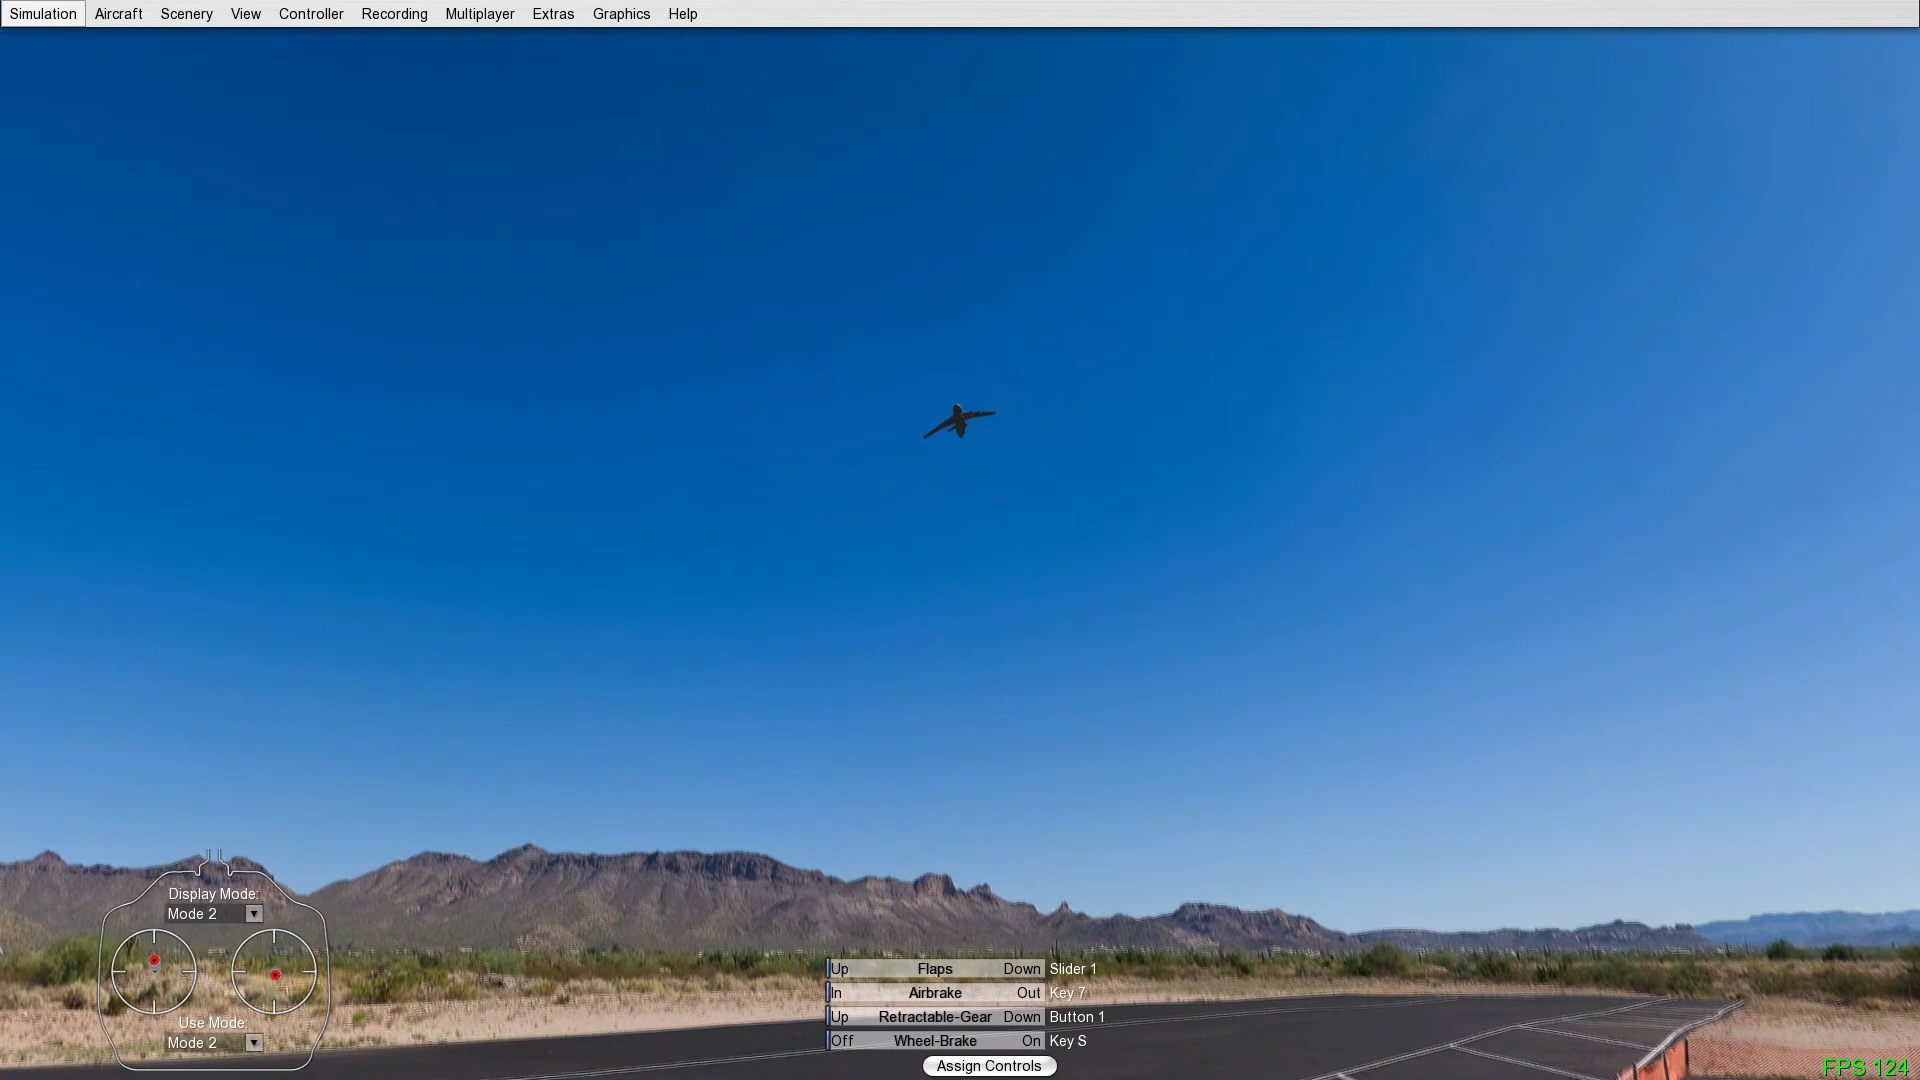 Simulation Aircraft Scenery View Controller Recording Multiplayer Extras Graphics Help
Display Mode:
Mode 2
Use Mode:
Mode 2
Up Flaps Down Slider 1
In Airbrake Out Key 7
Up Retractable-Gear Down Button 1
Off Wheel-Brake On Key S
Assign Controls
FPS 124